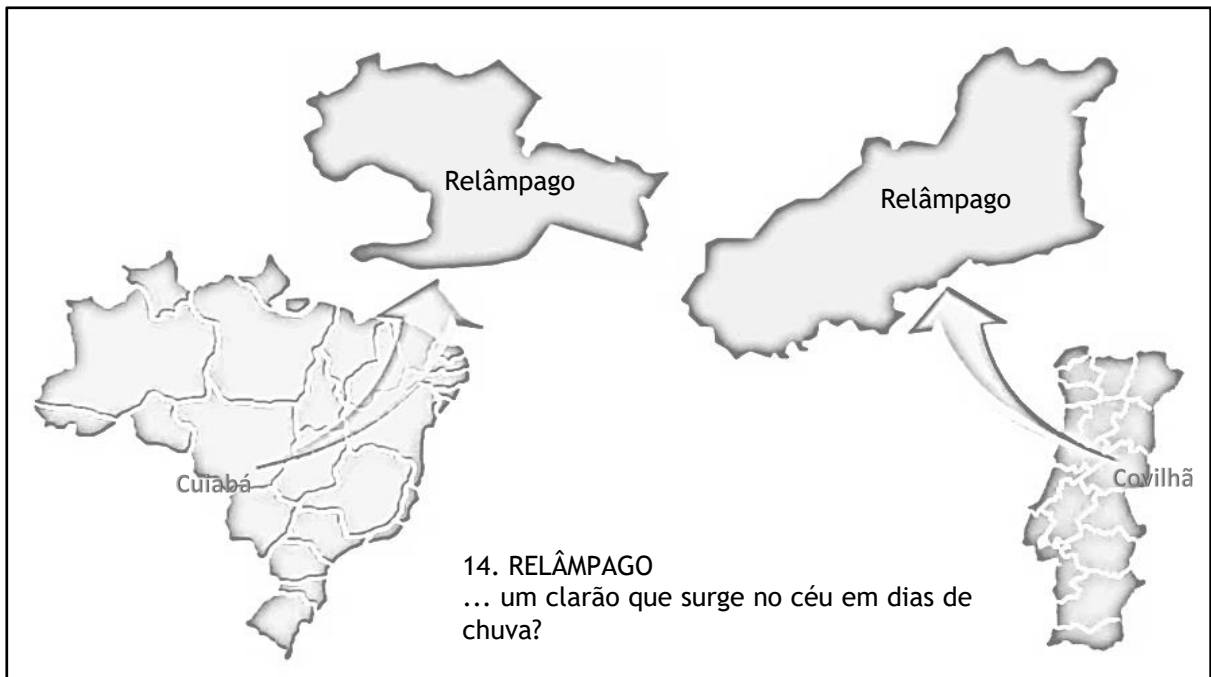 Relâmpago
Relâmpago
Cuiabá
Covilhã
14. RELÂMPAGO
... um clarão que surge no céu em dias de
chuva?